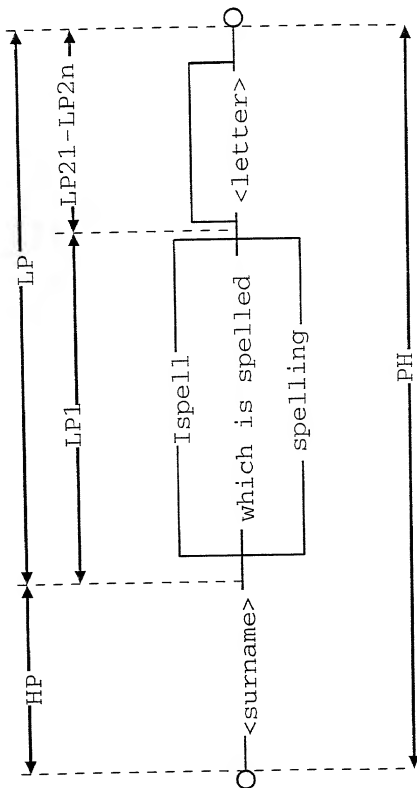 LP
HP
LP1
LP21-LP2n
Ispell
<surname>
which is spelled
<letter>
spelling
PH